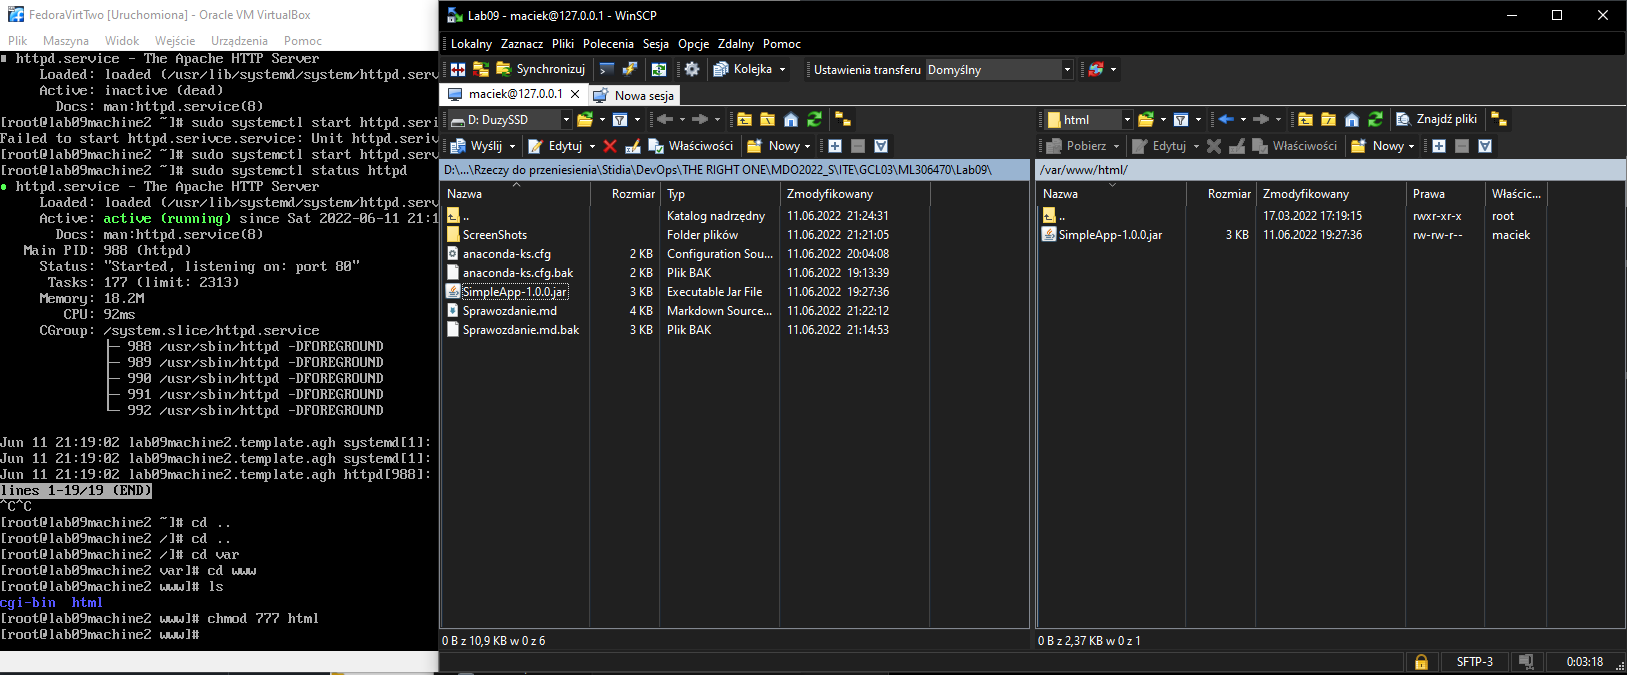 FedoraVirtTwo [Uruchomiona] - Oracle VM VirtualBox
Plik Maszyna Widok Wejście Urządzenia Pomoc
httpd.service - The Apache HTTP Server
Loaded: loaded (/usr/lib/systemd/system/httpd.serv
Active: inactive (dead)
Docs: man:httpd.service(8)
[root@lab09machine2 ~]# sudo systemctl start httpd.seri
Failed to start httpd.serivce.service: Unit httpd.seriv
[root@lab09machine2 ~]# sudo systemctl start httpd.serv
[root@lab09machine2 ~]# sudo systemctl status httpd
● httpd.service - The Apache HTTP Server
Loaded: loaded (/usr/lib/systemd/system/httpd.serv
Active: active (running) since Sat 2022-06-11 21:1
Docs: man:httpd.service(8)
Main PID: 988 (httpd)
Status: "Started, listening on: port 80"
Tasks: 177 (limit: 2313)
Memory: 18.2M
CPU: 92ms
CGroup: /system.slice/httpd.service
├─ 988 /usr/sbin/httpd -DFOREGROUND
├─ 989 /usr/sbin/httpd -DFOREGROUND
├─ 990 /usr/sbin/httpd -DFOREGROUND
├─ 991 /usr/sbin/httpd -DFOREGROUND
└─ 992 /usr/sbin/httpd -DFOREGROUND
Jun 11 21:19:02 lab09machine2.template.agh systemd[1]:
Jun 11 21:19:02 lab09machine2.template.agh systemd[1]:
Jun 11 21:19:02 lab09machine2.template.agh httpd[988]:
lines 1-19/19 (END)
^C^C
[root@lab09machine2 ~]# cd ..
[root@lab09machine2 /]# cd ..
[root@lab09machine2 /]# cd var
[root@lab09machine2 var]# cd www
[root@lab09machine2 www]# ls
cgi-bin html
[root@lab09machine2 www]# chmod 777 html
[root@lab09machine2 www]#
Lab09 - maciek@127.0.0.1 - WinSCP
Lokalny Zaznacz Pliki Polecenia Sesja Opcje Zdalny Pomoc
Synchronizuj Kolejka Ustawienia transferu Domyślny
maciek@127.0.0.1 Nowa sesja
D: DuzySSD
Wyślij Edytuj Właściwości Nowy
D:\...\Rzeczy do przeniesienia\Stidia\DevOps\THE RIGHT ONE\MDO2022_S\ITE\GCL03\ML306470\Lab09\
Nazwa Rozmiar Typ Zmodyfikowany
.. Katalog nadrzędny 11.06.2022 21:24:31
ScreenShots Folder plików 11.06.2022 21:21:05
anaconda-ks.cfg 2 KB Configuration Sou... 11.06.2022 20:04:08
anaconda-ks.cfg.bak 2 KB Plik BAK 11.06.2022 19:13:39
SimpleApp-1.0.0.jar 3 KB Executable Jar File 11.06.2022 19:27:36
Sprawozdanie.md 4 KB Markdown Source... 11.06.2022 21:22:12
Sprawozdanie.md.bak 3 KB Plik BAK 11.06.2022 21:14:53
0 B z 10,9 KB w 0 z 6
html Znajdź pliki
Pobierz Edytuj Właściwości Nowy
/var/www/html/
Nazwa Rozmiar Zmodyfikowany Prawa Właścic...
.. 17.03.2022 17:19:15 rwxr-xr-x root
SimpleApp-1.0.0.jar 3 KB 11.06.2022 19:27:36 rw-rw-r-- maciek
0 B z 2,37 KB w 0 z 1
SFTP-3 0:03:18